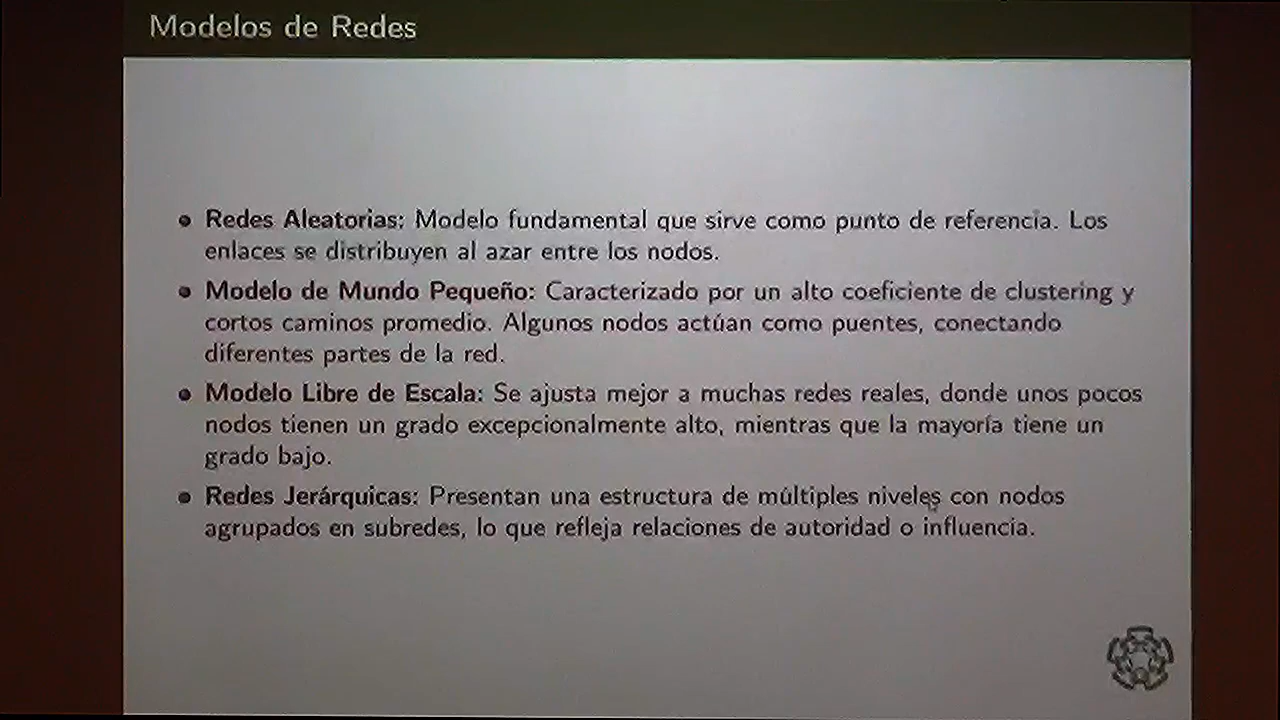 Modelos de Redes
Redes Aleatorias: Modelo fundamental que sirve como punto de referencia. Los
enlaces se distribuyen al azar entre los nodos.
Modelo de Mundo Pequeño: Caracterizado por un alto coeficiente de clustering y
cortos caminos promedio. Algunos nodos actúan como puentes, conectando
diferentes partes de la red.
Modelo Libre de Escala: Se ajusta mejor a muchas redes reales, donde unos pocos
nodos tienen un grado excepcionalmente alto, mientras que la mayoría tiene un
grado bajo.
Redes Jerárquicas: Presentan una estructura de múltiples niveles con nodos
agrupados en subredes, lo que refleja relaciones de autoridad o influencia.